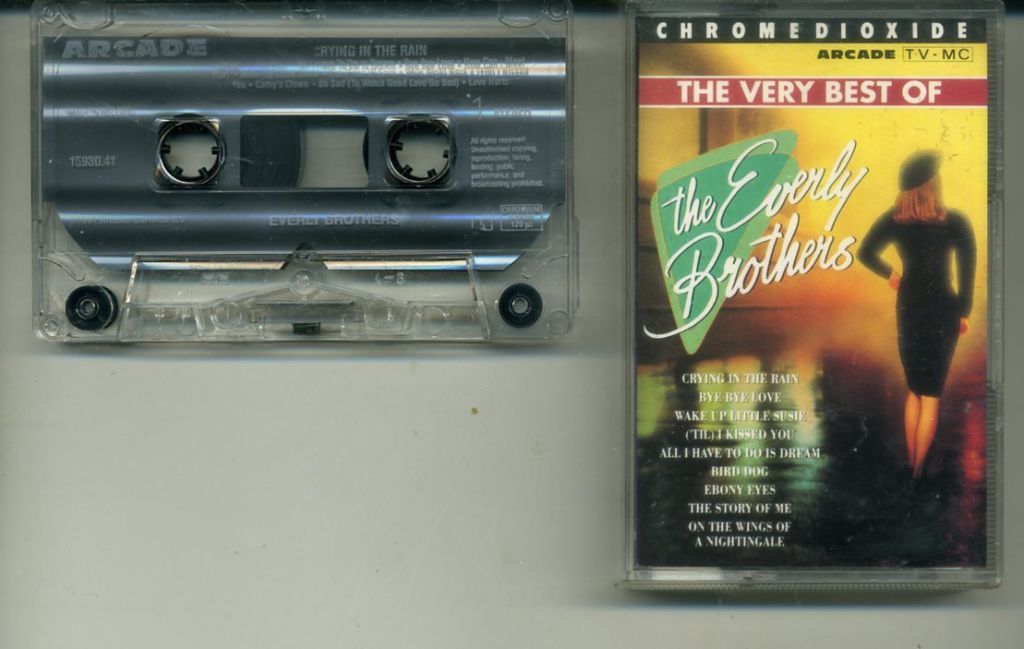 ARCADE
CRYING IN THE RAIN
You • Cathy's Clown • So Sad (To Watch Good Love Go Bad) • Love Hurts
1
STEREO
15930.41
All rights reserved
Unauthorised copying,
reproduction, hiring,
lending, public
performance and
broadcasting prohibited.
EVERLY BROTHERS
CHROMIUM
120 µs
CHROMEDIOXIDE
ARCADE TV-MC
THE VERY BEST OF
the Everly
Brothers
CRYING IN THE RAIN
BYE BYE LOVE
WAKE UP LITTLE SUSIE
('TIL) I KISSED YOU
ALL I HAVE TO DO IS DREAM
BIRD DOG
EBONY EYES
THE STORY OF ME
ON THE WINGS OF
A NIGHTINGALE